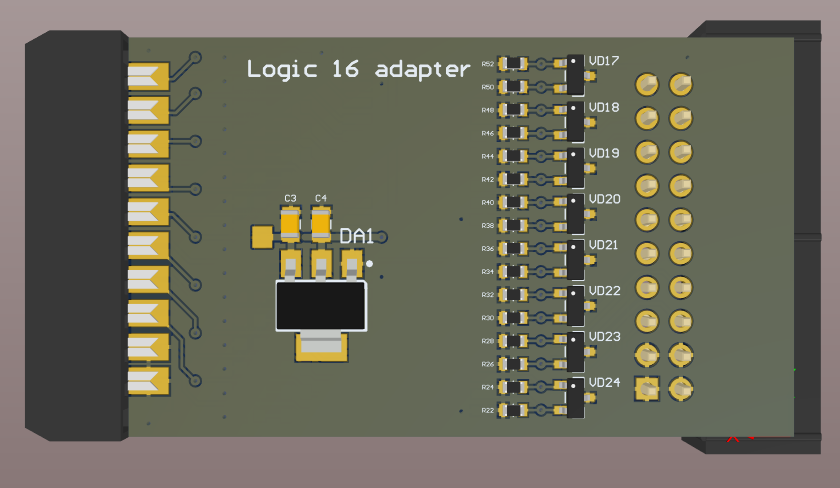 Logic 16 adapter
R52
VD17
R50
R48
VD18
R46
R44
VD19
R42
R40
VD20
R38
R36
VD21
R34
R32
VD22
R30
R28
VD23
R26
R24
VD24
R22
C3 C4
DA1